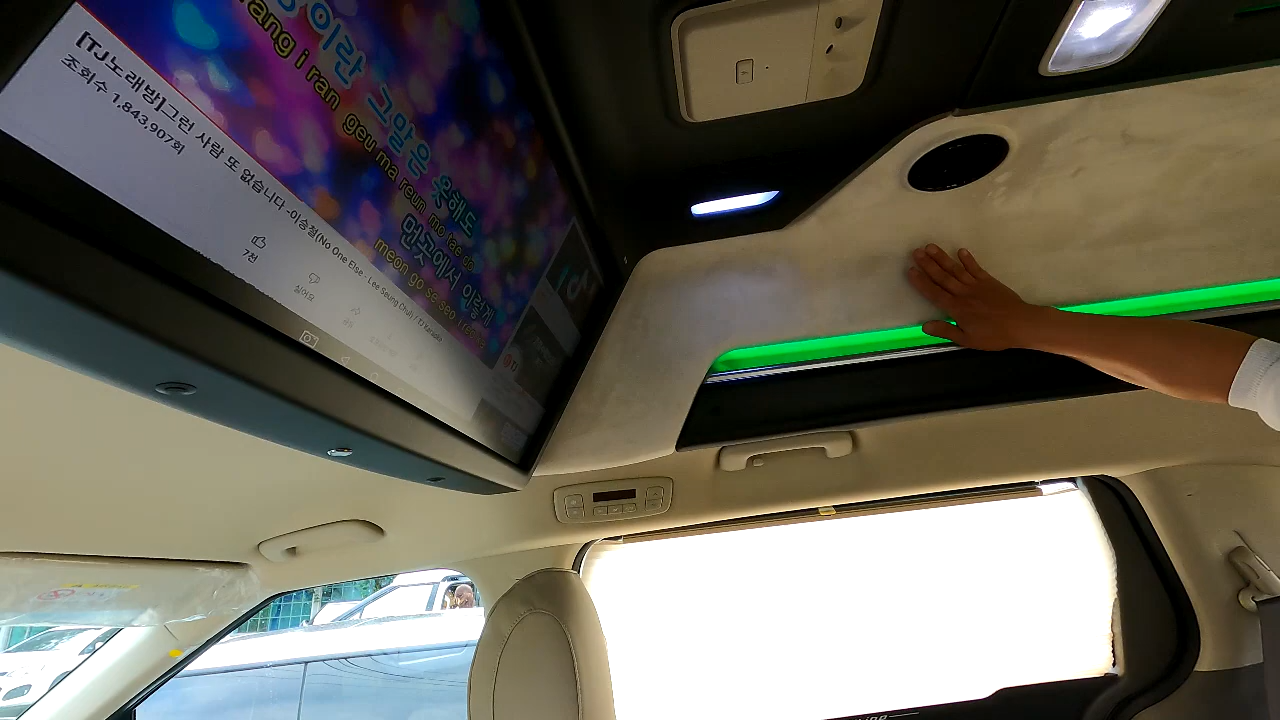 이란 그말은 못해도
rang i ran geu ma reun mo tae do
먼곳에서 이렇게
meon go se seo i reo ke
[TJ노래방]그런 사람 또 없습니다 -이승철(No One Else - Lee Seung Chul) / TJ Karaoke
조회수 1,843,907회
7천
싫어요